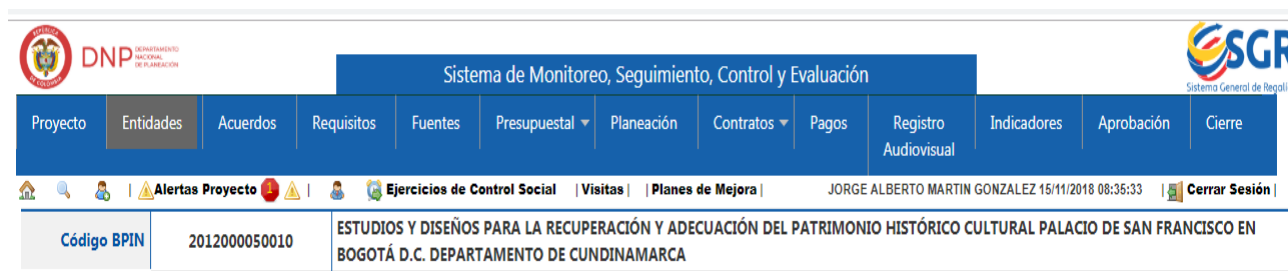 DNP DEPARTAMENTO
NACIONAL
DE PLANEACIÓN
SGR
Sistema General de Regalí
Sistema de Monitoreo, Seguimiento, Control y Evaluación
Proyecto Entidades Acuerdos Requisitos Fuentes Presupuestal Planeación Contratos Pagos Registro Audiovisual Indicadores Aprobación Cierre
| Alertas Proyecto 1 | Ejercicios de Control Social | Visitas | | Planes de Mejora | JORGE ALBERTO MARTIN GONZALEZ 15/11/2018 08:35:33 | Cerrar Sesión |
Código BPIN 2012000050010 ESTUDIOS Y DISEÑOS PARA LA RECUPERACIÓN Y ADECUACIÓN DEL PATRIMONIO HISTÓRICO CULTURAL PALACIO DE SAN FRANCISCO EN
BOGOTÁ D.C. DEPARTAMENTO DE CUNDINAMARCA